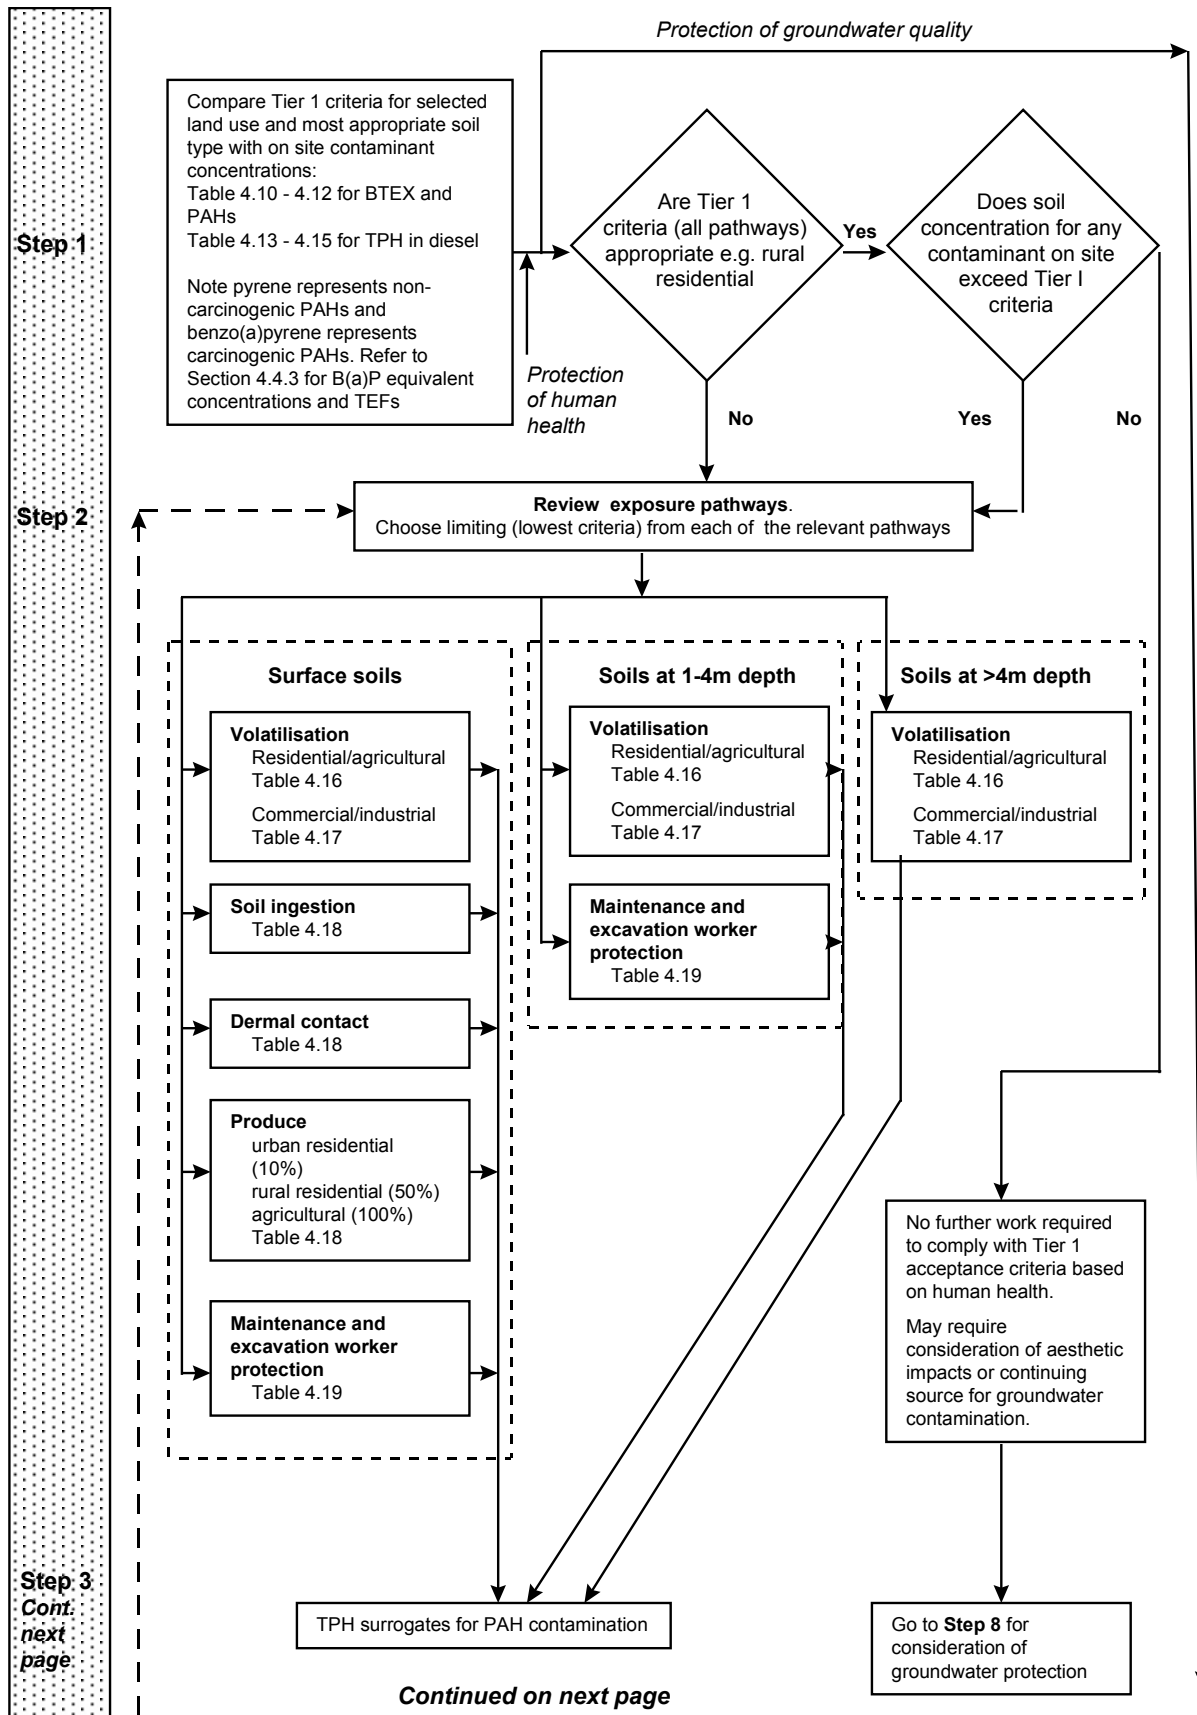 Protection of groundwater quality
Step 1
Compare Tier 1 criteria for selected
land use and most appropriate soil
type with on site contaminant
concentrations:
Table 4.10 - 4.12 for BTEX and
PAHs
Table 4.13 - 4.15 for TPH in diesel
Note pyrene represents non-
carcinogenic PAHs and
benzo(a)pyrene represents
carcinogenic PAHs. Refer to
Section 4.4.3 for B(a)P equivalent
concentrations and TEFs
Protection
of human
health
Are Tier 1
criteria (all pathways)
appropriate e.g. rural
residential
Yes
No
Does soil
concentration for any
contaminant on site
exceed Tier I
criteria
Yes
No
Step 2
Review exposure pathways.
Choose limiting (lowest criteria) from each of the relevant pathways
Surface soils
Volatilisation
Residential/agricultural
Table 4.16
Commercial/industrial
Table 4.17
Soil ingestion
Table 4.18
Dermal contact
Table 4.18
Produce
urban residential
(10%)
rural residential (50%)
agricultural (100%)
Table 4.18
Maintenance and
excavation worker
protection
Table 4.19
Soils at 1-4m depth
Volatilisation
Residential/agricultural
Table 4.16
Commercial/industrial
Table 4.17
Maintenance and
excavation worker
protection
Table 4.19
Soils at >4m depth
Volatilisation
Residential/agricultural
Table 4.16
Commercial/industrial
Table 4.17
No further work required
to comply with Tier 1
acceptance criteria based
on human health.
May require
consideration of aesthetic
impacts or continuing
source for groundwater
contamination.
Step 3
Cont.
next
page
TPH surrogates for PAH contamination
Go to Step 8 for
consideration of
groundwater protection
Continued on next page